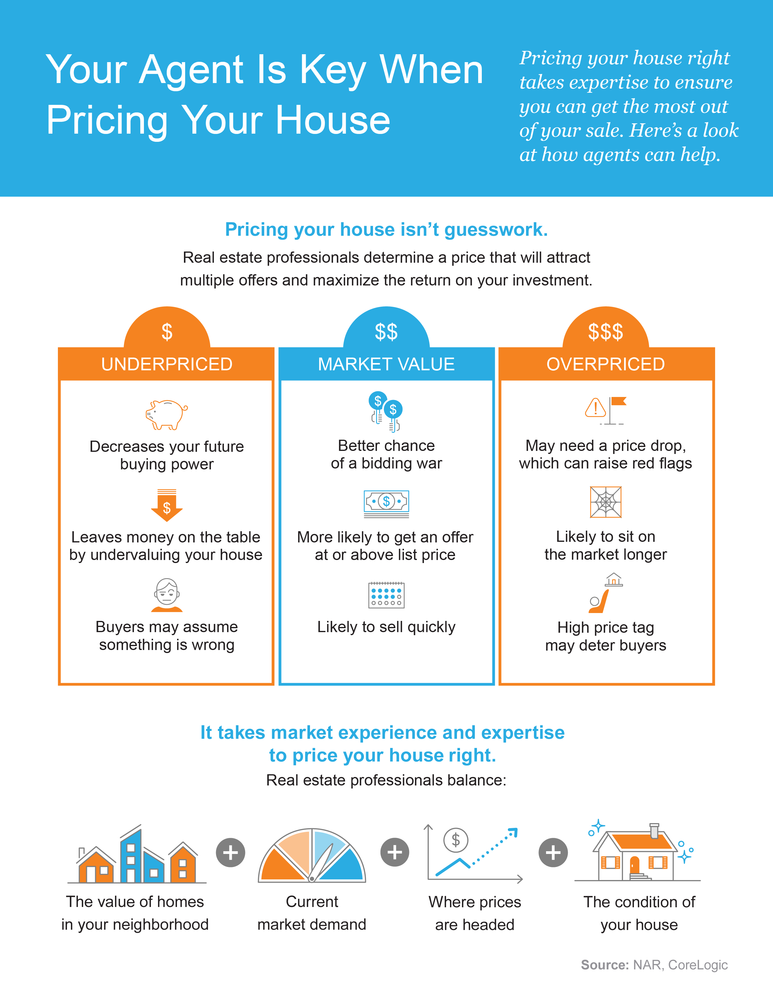 Your Agent Is Key When
Pricing Your House
Pricing your house right
takes expertise to ensure
you can get the most out
of your sale. Here’s a look
at how agents can help.
Pricing your house isn’t guesswork.
Real estate professionals determine a price that will attract
multiple offers and maximize the return on your investment.
$
UNDERPRICED
$
Decreases your future
buying power
$
Leaves money on the table
by undervaluing your house
Buyers may assume
something is wrong
$$
MARKET VALUE
$
$
Better chance
of a bidding war
$
More likely to get an offer
at or above list price
Likely to sell quickly
$$$
OVERPRICED
!
May need a price drop,
which can raise red flags
Likely to sit on
the market longer
High price tag
may deter buyers
It takes market experience and expertise
to price your house right.
Real estate professionals balance:
The value of homes
in your neighborhood
+
Current
market demand
+
$
Where prices
are headed
+
The condition of
your house
Source: NAR, CoreLogic